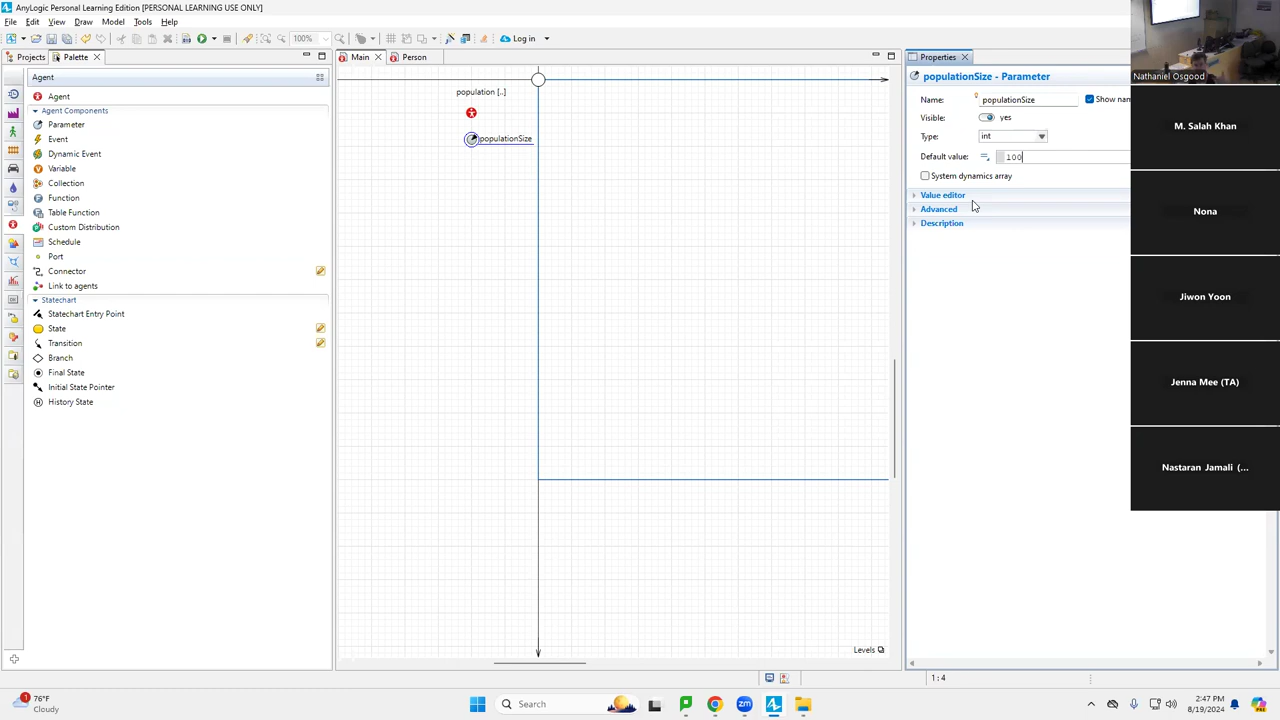 AnyLogic Personal Learning Edition [PERSONAL LEARNING USE ONLY]
File Edit View Draw Model Tools Help
100% Log in
Projects Palette
Main Person
Properties
Agent
Agent
Agent Components
Parameter
Event
Dynamic Event
Variable
Collection
Function
Table Function
Custom Distribution
Schedule
Port
Connector
Link to agents
Statechart
Statechart Entry Point
State
Transition
Branch
Final State
Initial State Pointer
History State
population [..]
populationSize
Levels
populationSize - Parameter
Name: populationSize Show nam
Visible: yes
Type: int
Default value: 100
System dynamics array
Value editor
Advanced
Description
1 : 4
Nathaniel Osgood
M. Salah Khan
Nona
Jiwon Yoon
Jenna Mee (TA)
Nastaran Jamali (...
1
76°F
Cloudy
Search
2:47 PM
8/19/2024